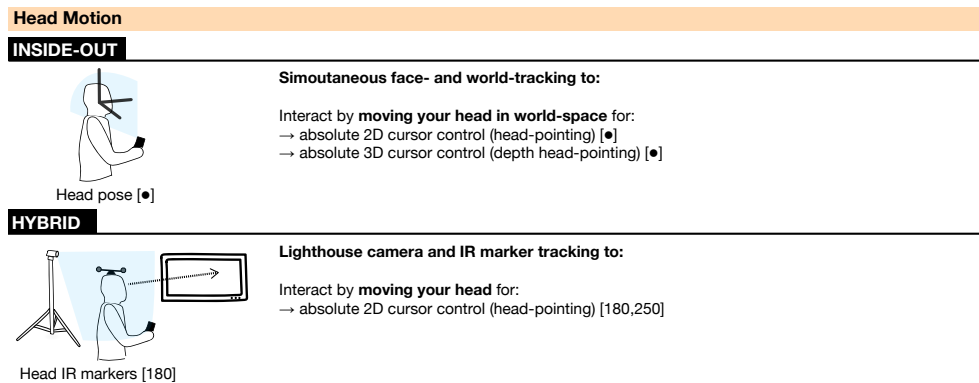 Head Motion
INSIDE-OUT
Simoutaneous face- and world-tracking to:
Interact by moving your head in world-space for:
→ absolute 2D cursor control (head-pointing) [●]
→ absolute 3D cursor control (depth head-pointing) [●]
Head pose [●]
HYBRID
Lighthouse camera and IR marker tracking to:
Interact by moving your head for:
→ absolute 2D cursor control (head-pointing) [180,250]
Head IR markers [180]